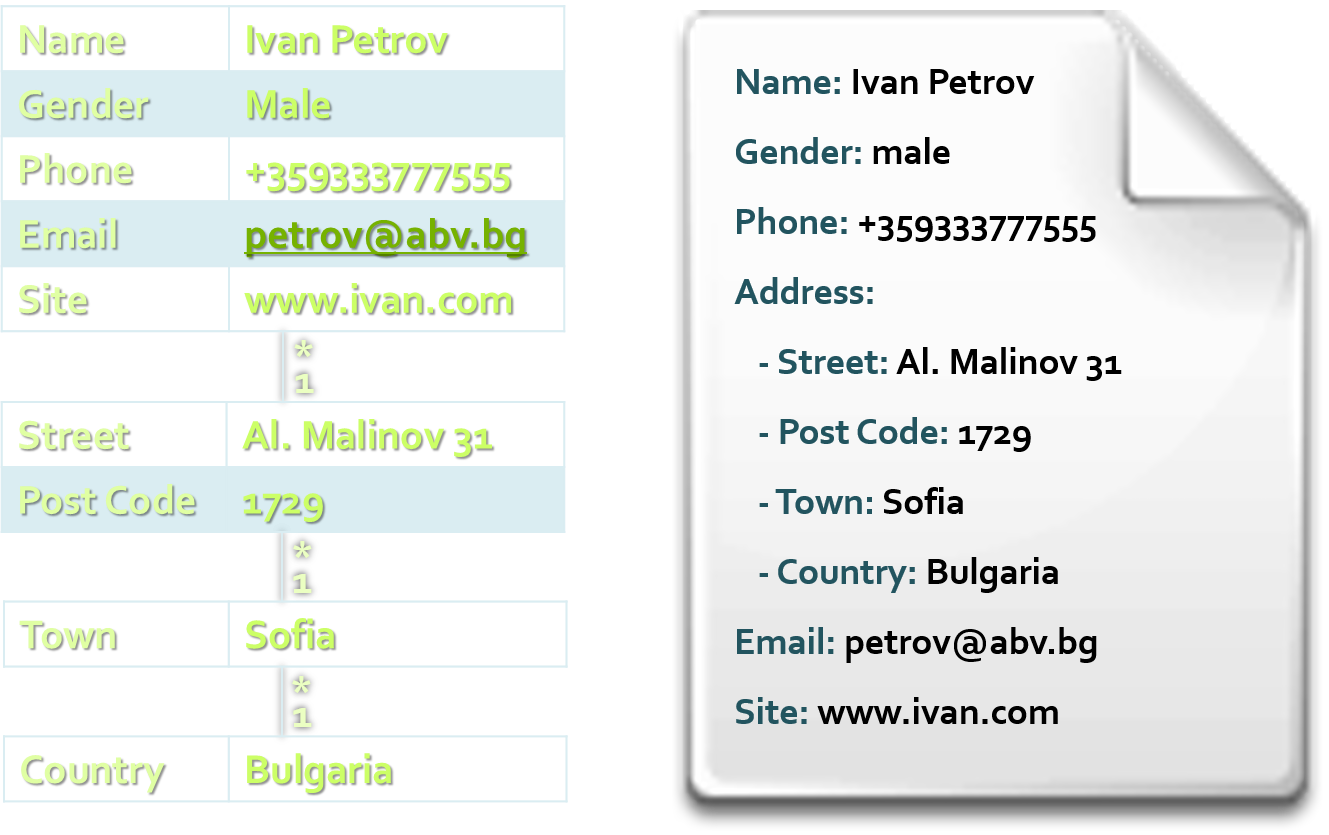 Name Ivan Petrov
Gender Male
Phone +359333777555
Email petrov@abv.bg
Site www.ivan.com
*
1
Street Al. Malinov 31
Post Code 1729
*
1
Town Sofia
*
1
Country Bulgaria
Name: Ivan Petrov
Gender: male
Phone: +359333777555
Address:
- Street: Al. Malinov 31
- Post Code: 1729
- Town: Sofia
- Country: Bulgaria
Email: petrov@abv.bg
Site: www.ivan.com